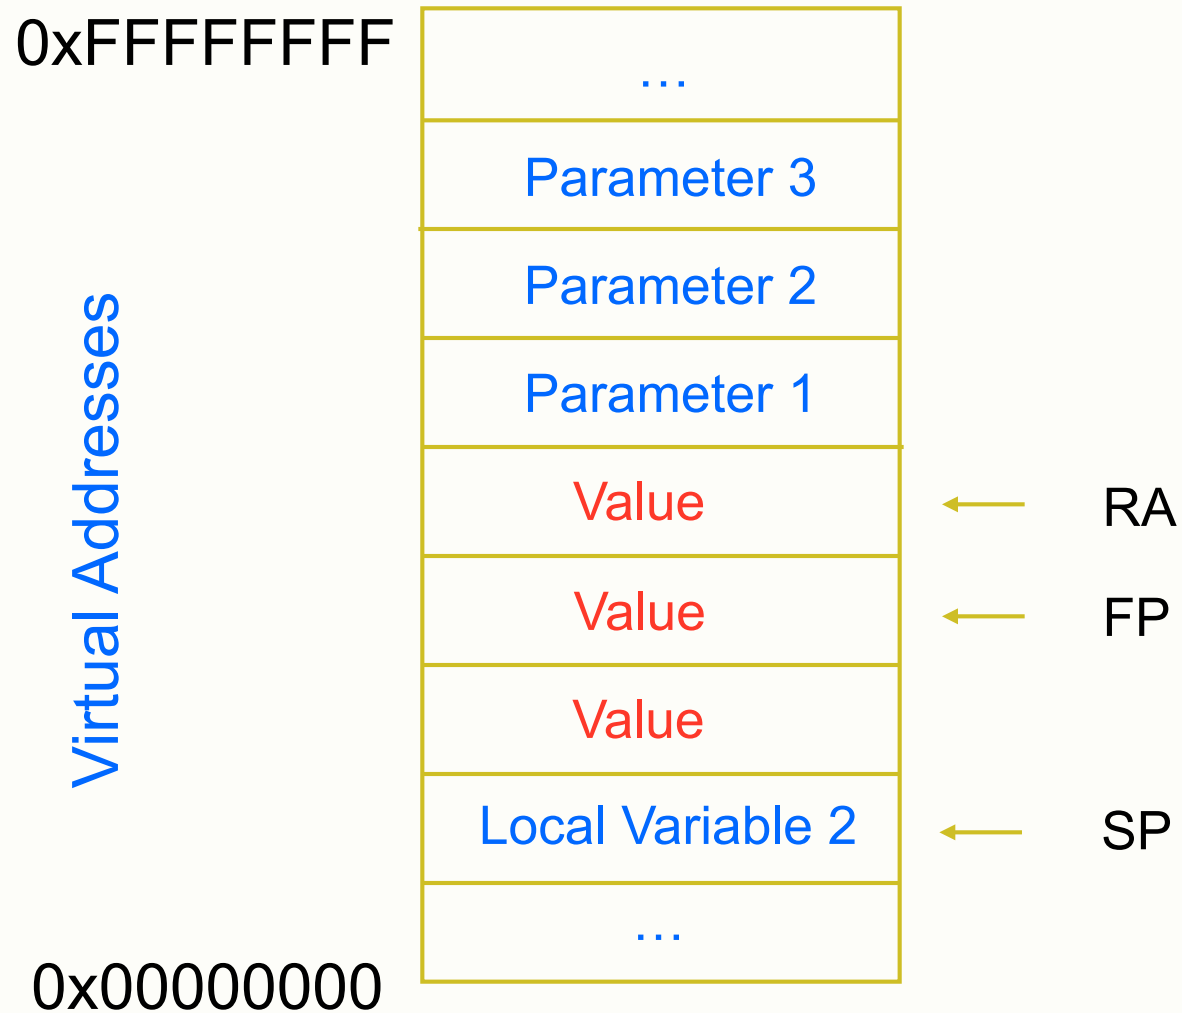 0xFFFFFFFF
...
Parameter 3
Parameter 2
Parameter 1
Value
RA
Value
FP
Value
Local Variable 2
SP
...
0x00000000
Virtual Addresses